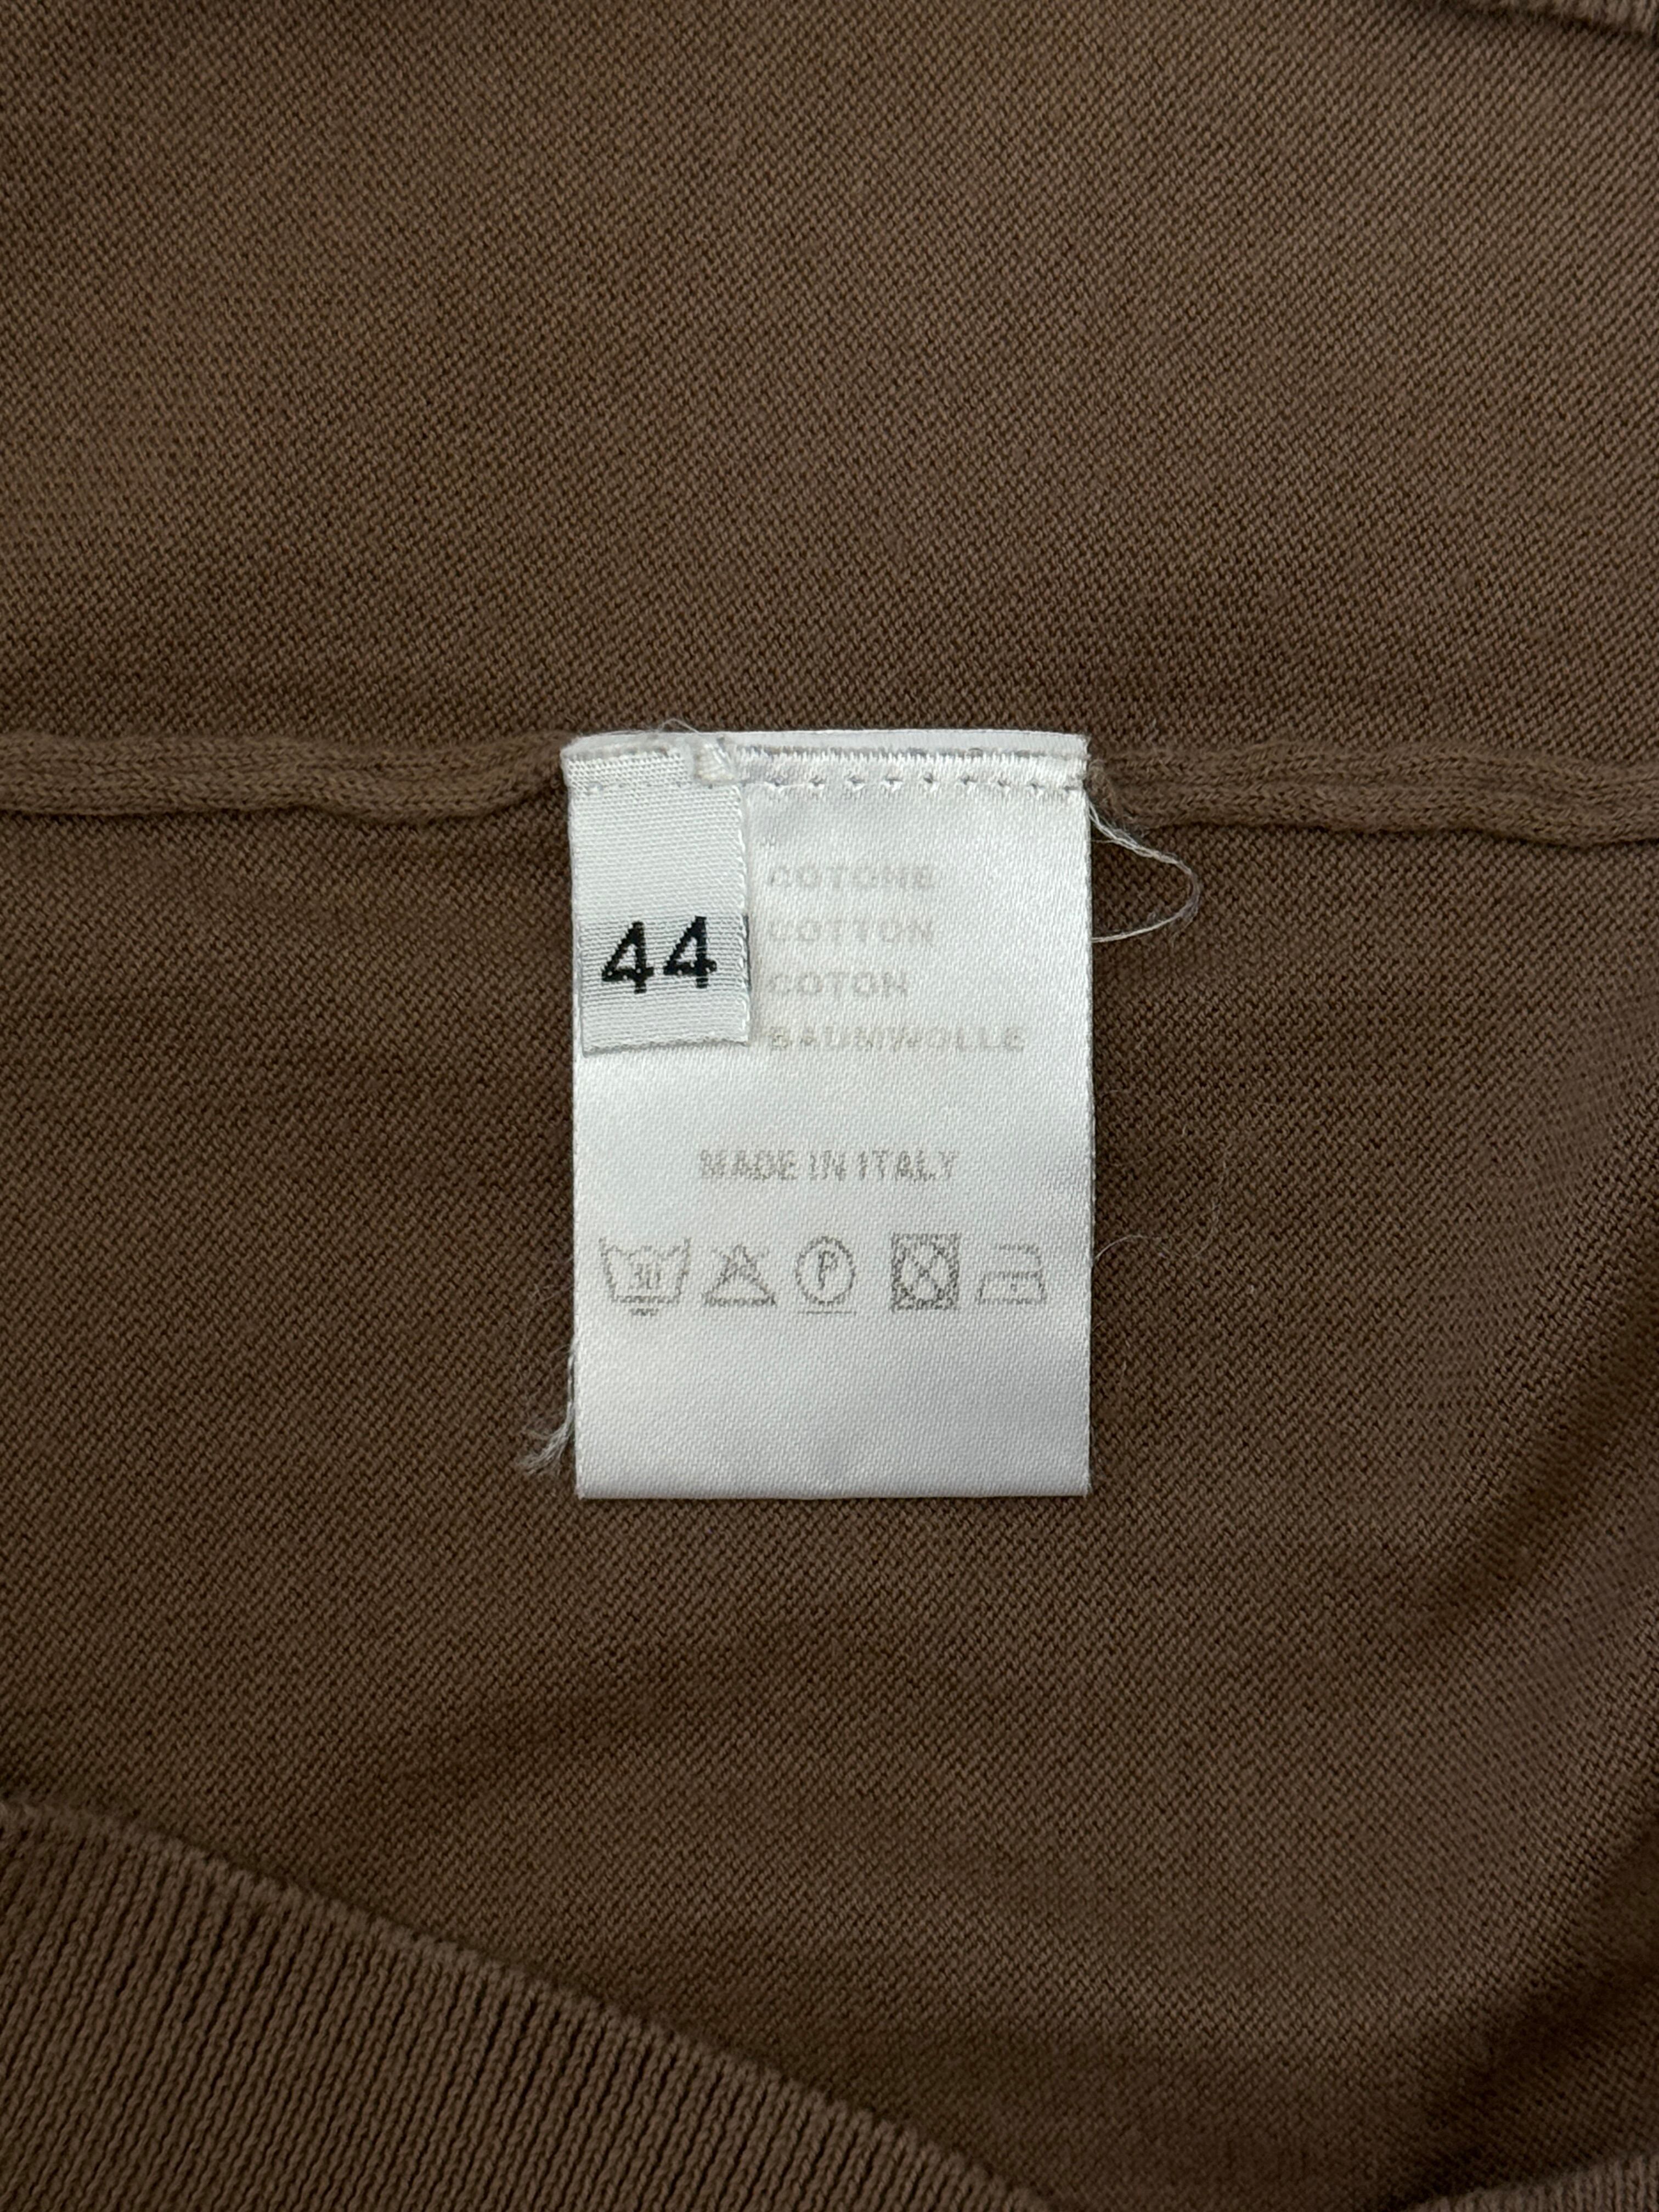 44
COTONE
COTTON
COTON
BAUMWOLLE
MADE IN ITALY
30 P